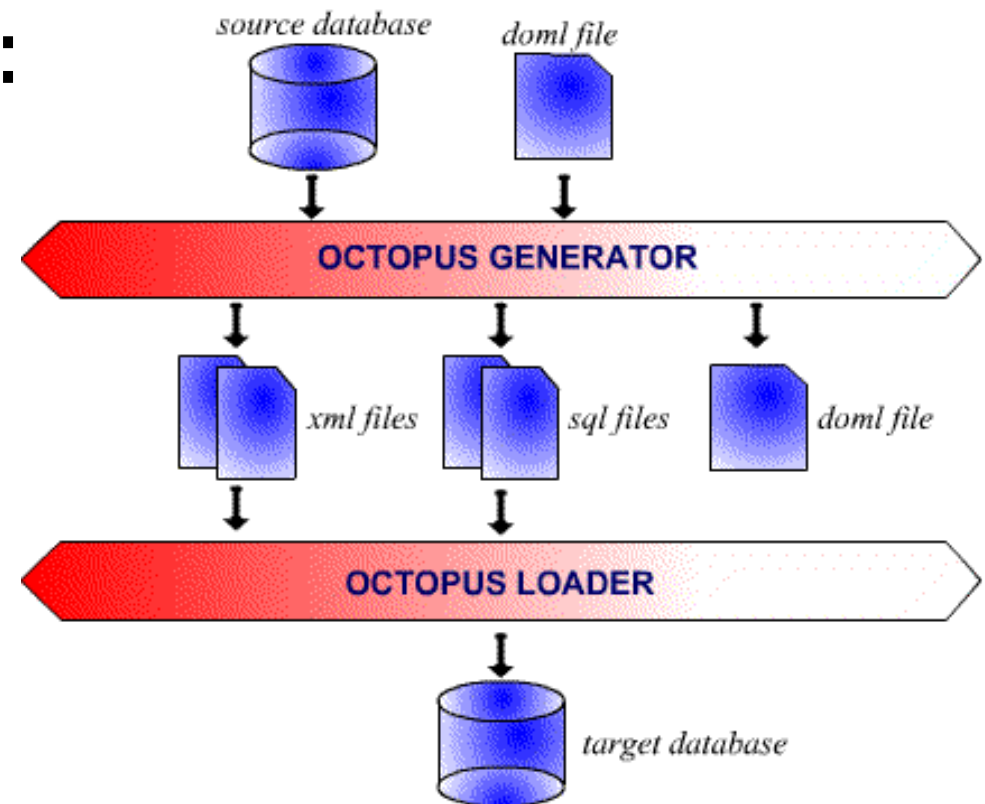 source database
doml file
OCTOPUS GENERATOR
xml files
sql files
doml file
OCTOPUS LOADER
target database